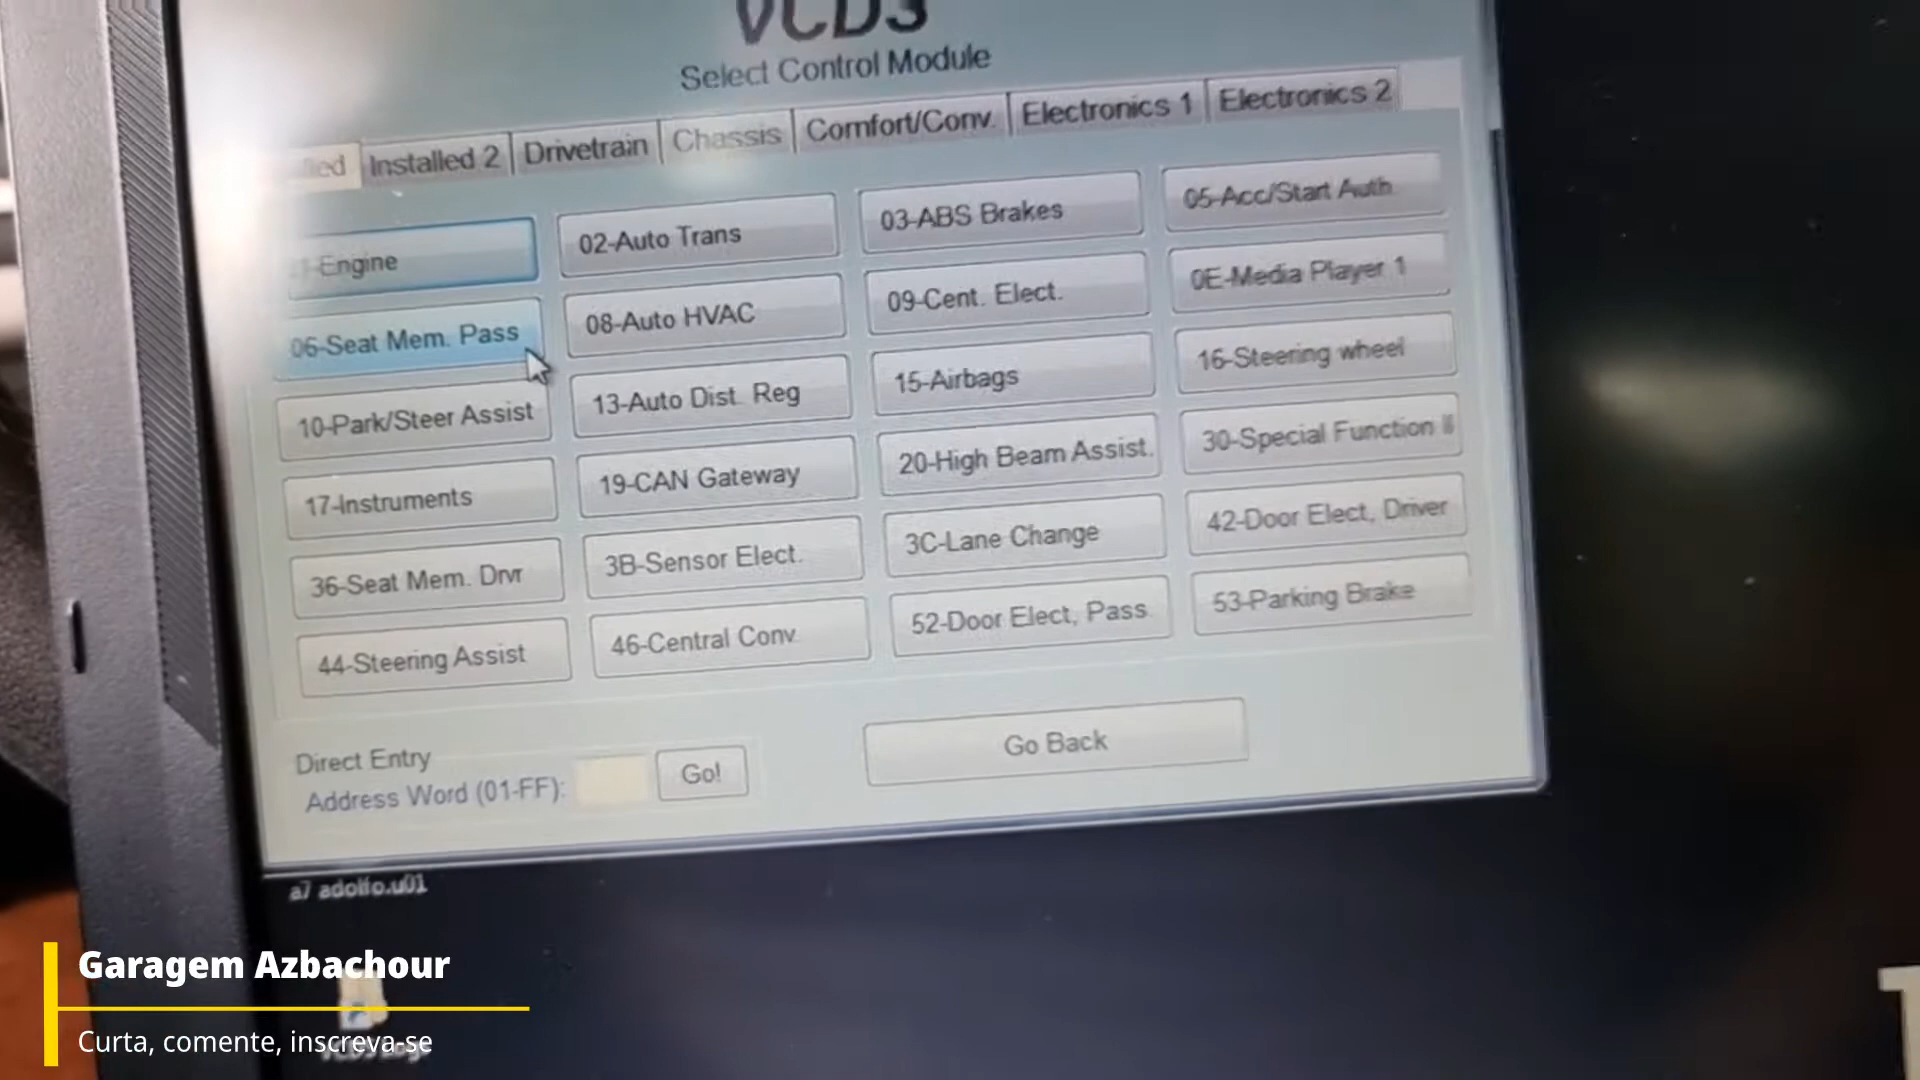 VCDS
Select Control Module
Installed 2 Drivetrain Chassis Comfort/Conv. Electronics 1 Electronics 2
-Engine 02-Auto Trans 03-ABS Brakes 05-Acc/Start Auth.
06-Seat Mem. Pass 08-Auto HVAC 09-Cent. Elect. 0E-Media Player 1
10-Park/Steer Assist 13-Auto Dist. Reg 15-Airbags 16-Steering wheel
17-Instruments 19-CAN Gateway 20-High Beam Assist. 30-Special Function II
36-Seat Mem. Drvr 3B-Sensor Elect. 3C-Lane Change 42-Door Elect, Driver
44-Steering Assist 46-Central Conv. 52-Door Elect, Pass. 53-Parking Brake
Direct Entry
Address Word (01-FF): Go! Go Back
a7 adolfo.u01
Garagem Azbachour
Curta, comente, inscreva-se